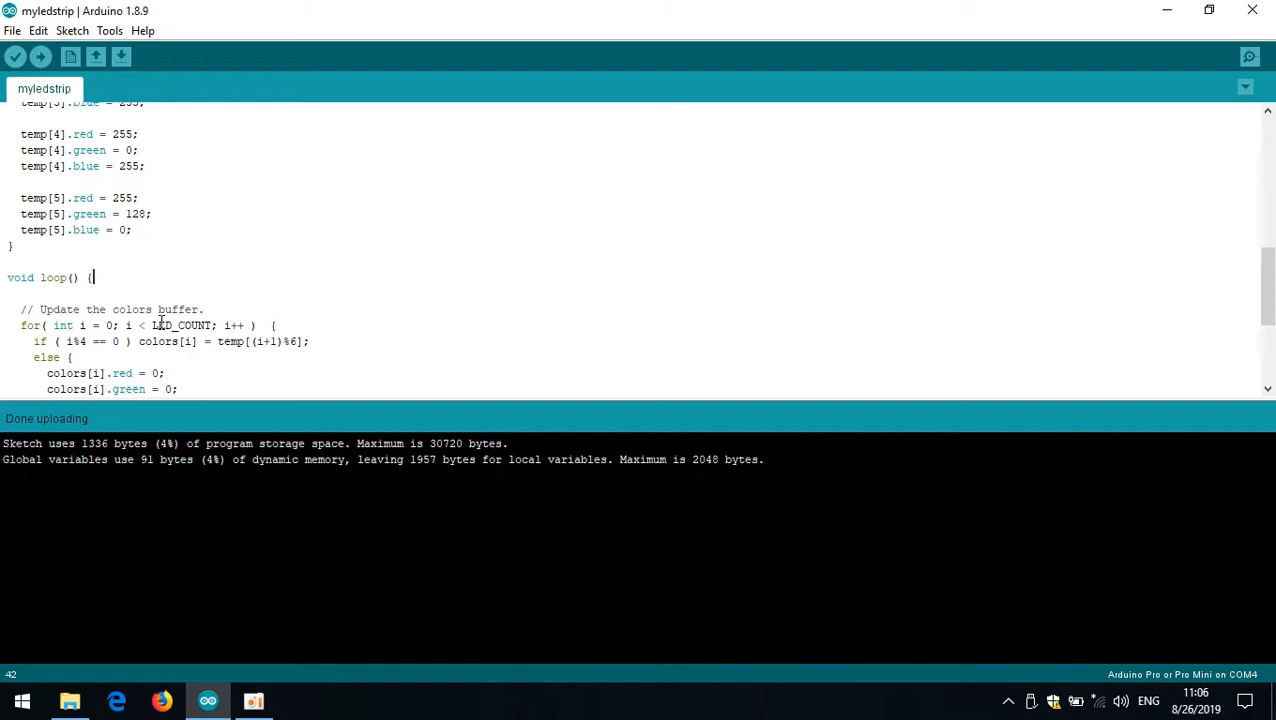 myledstrip | Arduino 1.8.9
File Edit Sketch Tools Help
myledstrip
temp[3].blue = 255;
temp[4].red = 255;
temp[4].green = 0;
temp[4].blue = 255;
temp[5].red = 255;
temp[5].green = 128;
temp[5].blue = 0;
}
void loop() {
// Update the colors buffer.
for( int i = 0; i < LED_COUNT; i++ ) {
if ( i%4 == 0 ) colors[i] = temp[(i+1)%6];
else {
colors[i].red = 0;
colors[i].green = 0;
Done uploading.
Sketch uses 1336 bytes (4%) of program storage space. Maximum is 30720 bytes.
Global variables use 91 bytes (4%) of dynamic memory, leaving 1957 bytes for local variables. Maximum is 2048 bytes.
42
Arduino Pro or Pro Mini on COM4
ENG
11:06
8/26/2019